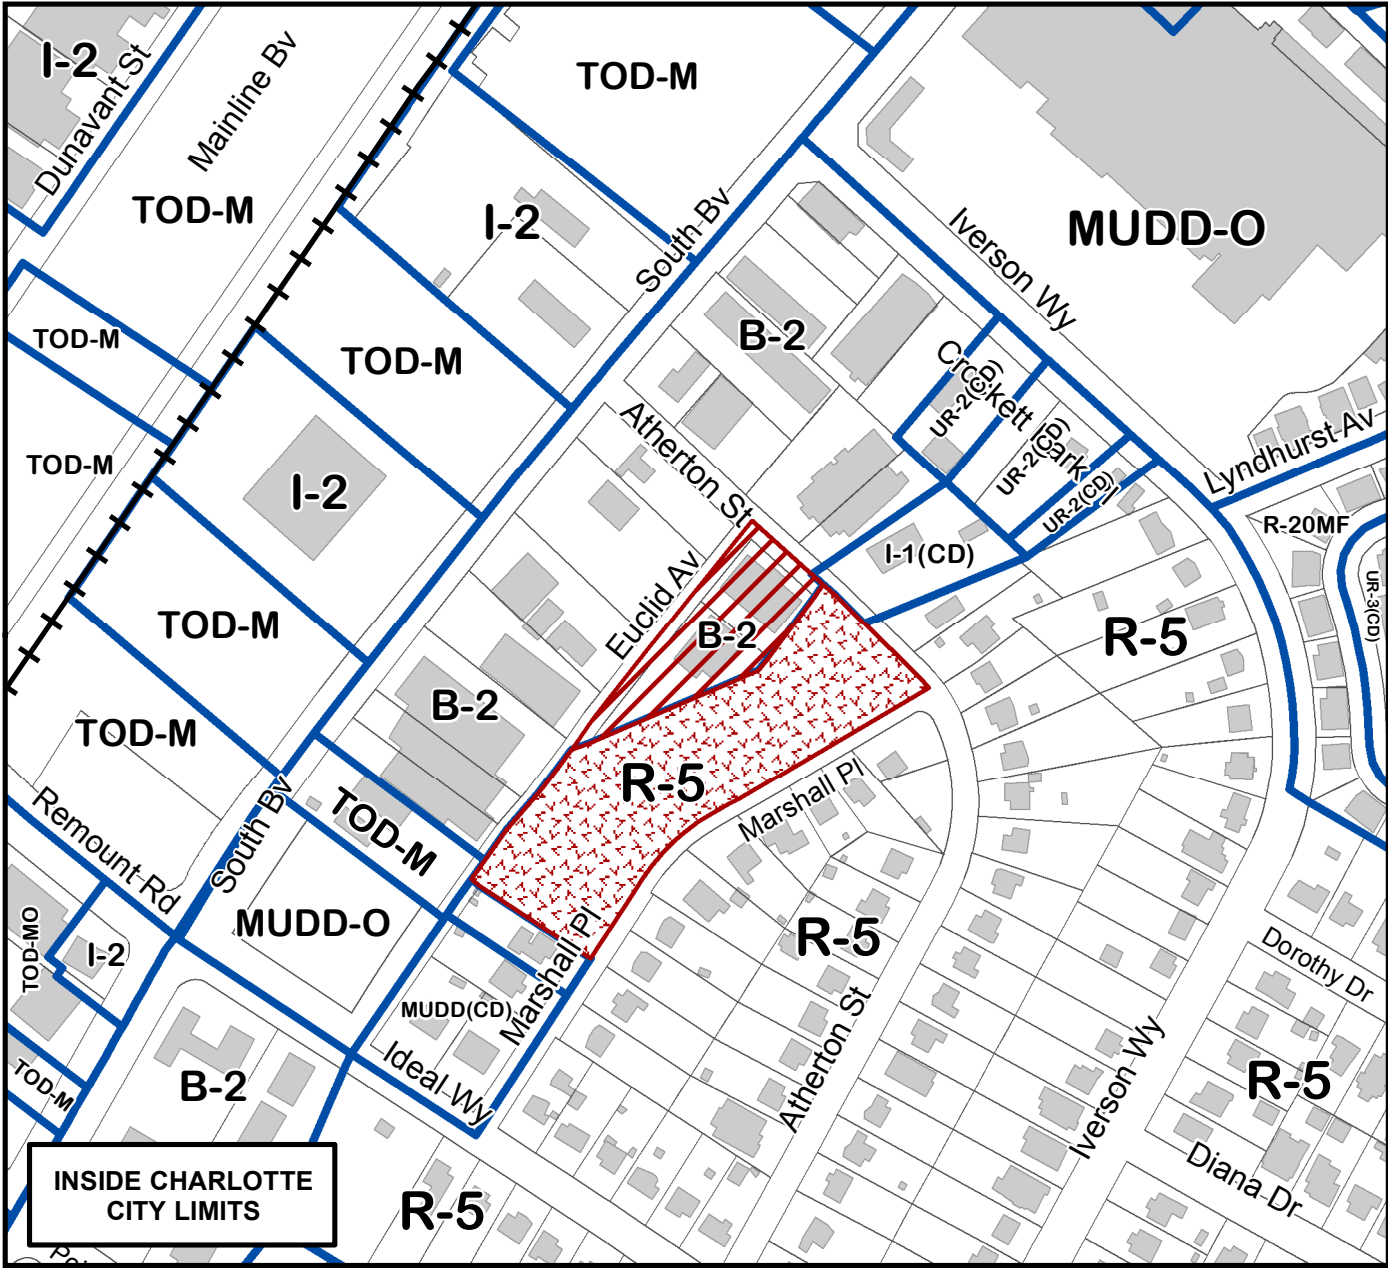 I-2
Dunavant St
Mainline Bv
TOD-M
TOD-M
I-2
South Bv
Iverson Wy
MUDD-O
TOD-M
TOD-M
B-2
Crockett Park Pl
UR-2(CD)
UR-2(CD)
UR-2(CD)
Lyndhurst Av
R-20MF
UR-3(CD)
TOD-M
I-2
Atherton St
I-1(CD)
Euclid Av
B-2
R-5
TOD-M
B-2
TOD-M
R-5
Marshall Pl
TOD-M
Remount Rd
South Bv
MUDD-O
TOD-MO
I-2
R-5
Marshall Pl
MUDD(CD)
Ideal Wy
Atherton St
Iverson Wy
Dorothy Dr
R-5
Diana Dr
TOD-M
B-2
INSIDE CHARLOTTE
CITY LIMITS
R-5